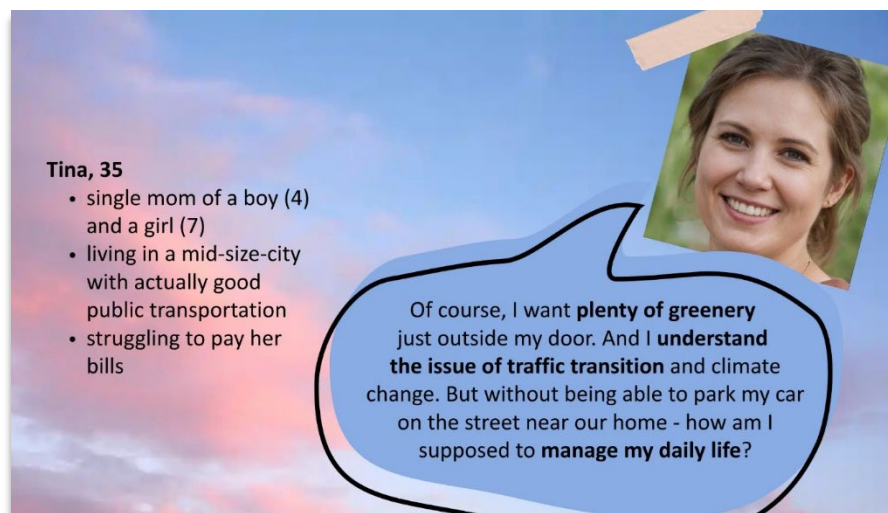 Tina, 35
• single mom of a boy (4)
and a girl (7)
• living in a mid-size-city
with actually good
public transportation
• struggling to pay her
bills
Of course, I want plenty of greenery
just outside my door. And I understand
the issue of traffic transition and climate
change. But without being able to park my car
on the street near our home - how am I
supposed to manage my daily life?